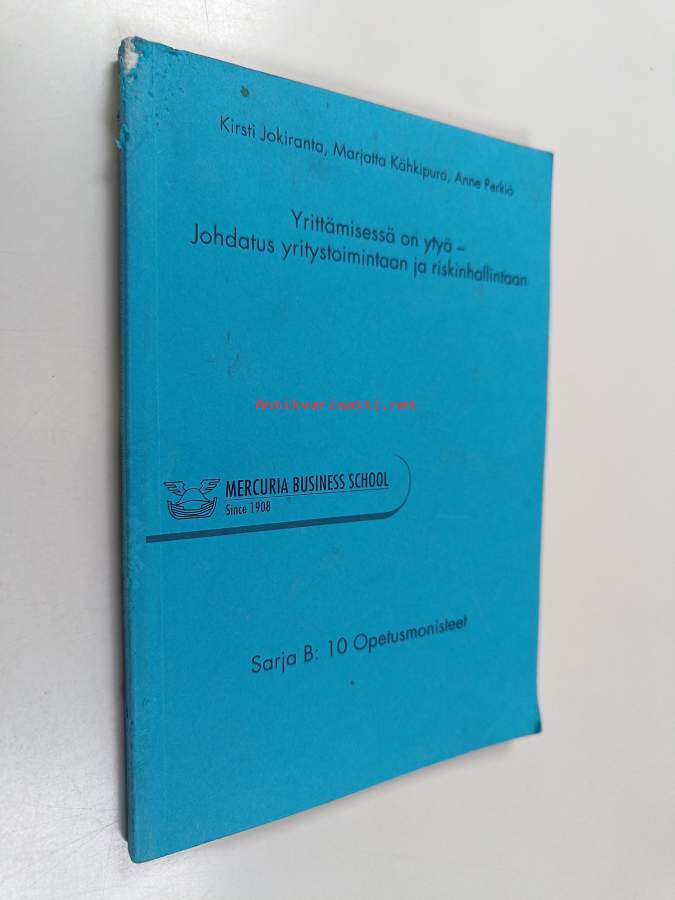 Kirsti Jokiranta, Marjatta Kähkipuro, Anne Perkiö
Yrittämisessä on ytyä –
Johdatus yritystoimintaan ja riskinhallintaan
Antikvariaatti.net
MERCURIA BUSINESS SCHOOL
Since 1908
Sarja B: 10 Opetusmonisteet